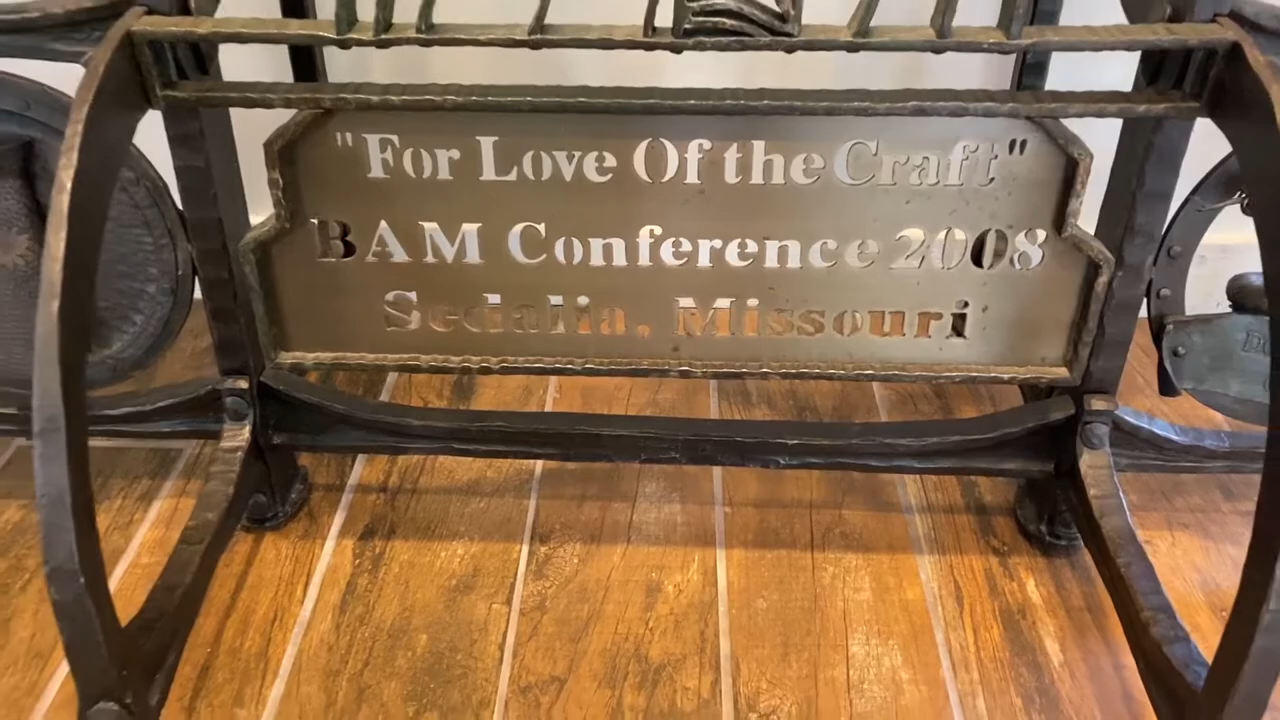 "For Love Of the Craft"
BAM Conference 2008
Sedalia, Missouri